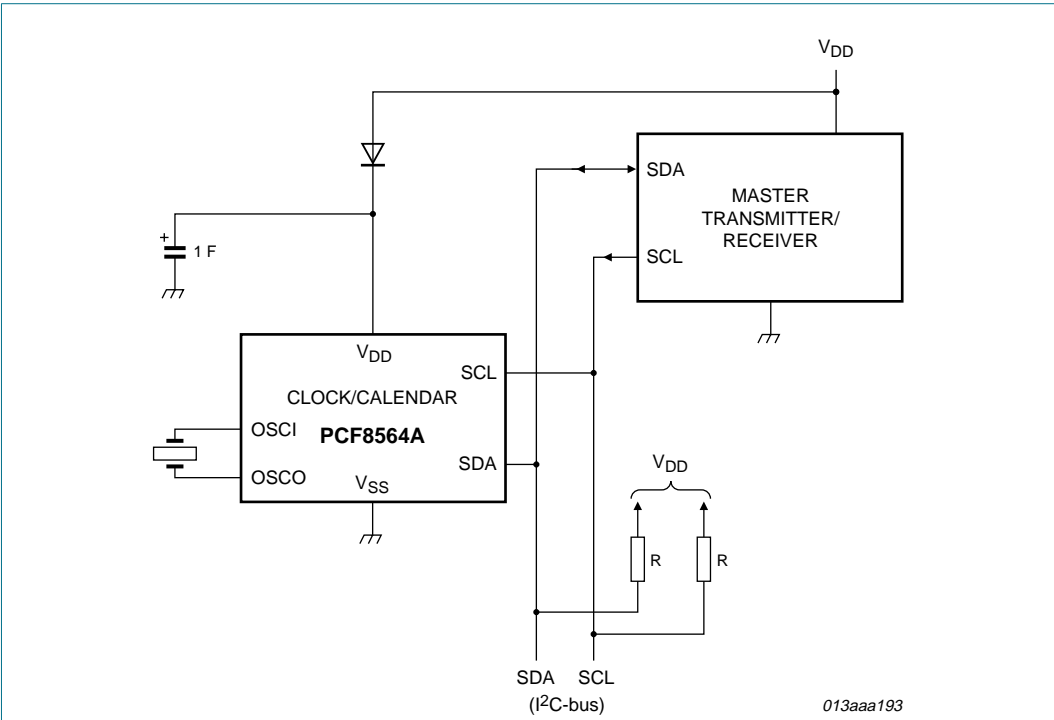 VDD
SDA
MASTER
TRANSMITTER/
RECEIVER
SCL
+
1 F
VDD
SCL
CLOCK/CALENDAR
OSCI
PCF8564A
SDA
OSCO
VSS
VDD
R
R
SDA
SCL
(I²C-bus)
013aaa193